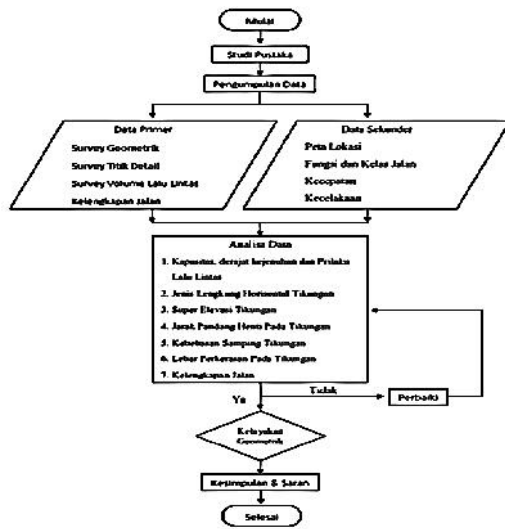 Mulai
Studi Pustaka
Pengumpulan Data
Data Primer
Survey Geometrik
Survey Titik Detail
Survey Volume Lalu Lintas
Kelengkapan Jalan
Data Sekunder
Peta Lokasi
Fungsi dan Kelas Jalan
Kecepatan
Kecelakaan
Analisa Data
1. Kapasitas, derajat kejenuhan dan Prilaku
Lalu Lintas
2. Jenis Lengkung Horizontal Tikungan
3. Super Elevasi Tikungan
4. Jarak Pandang Henti Pada Tikungan
5. Kebebasan Samping Tikungan
6. Lebar Perkerasan Pada Tikungan
7. Kelengkapan Jalan
Tidak
Ya
Perbaiki
Kelayakan
Geometrik
Kesimpulan & Saran
Selesai